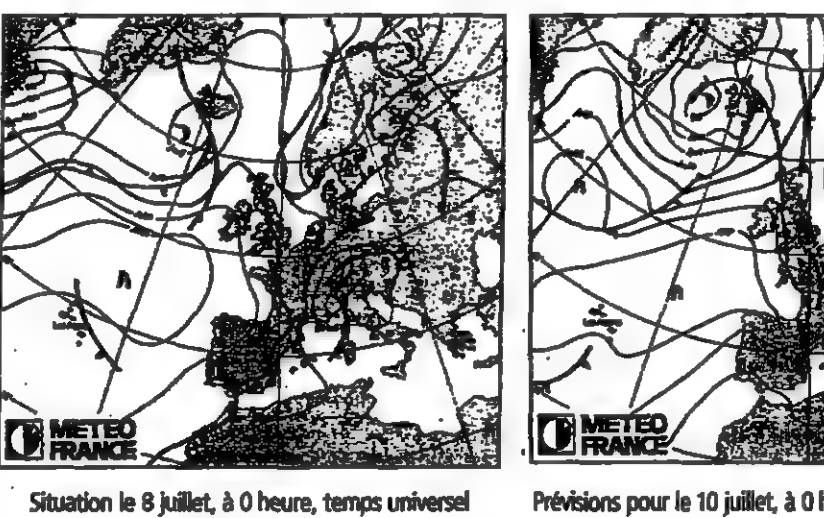 METEO
FRANCE
Situation le 8 juillet, à 0 heure, temps universel
METEO
FRANCE
Prévisions pour le 10 juillet, à 0 h